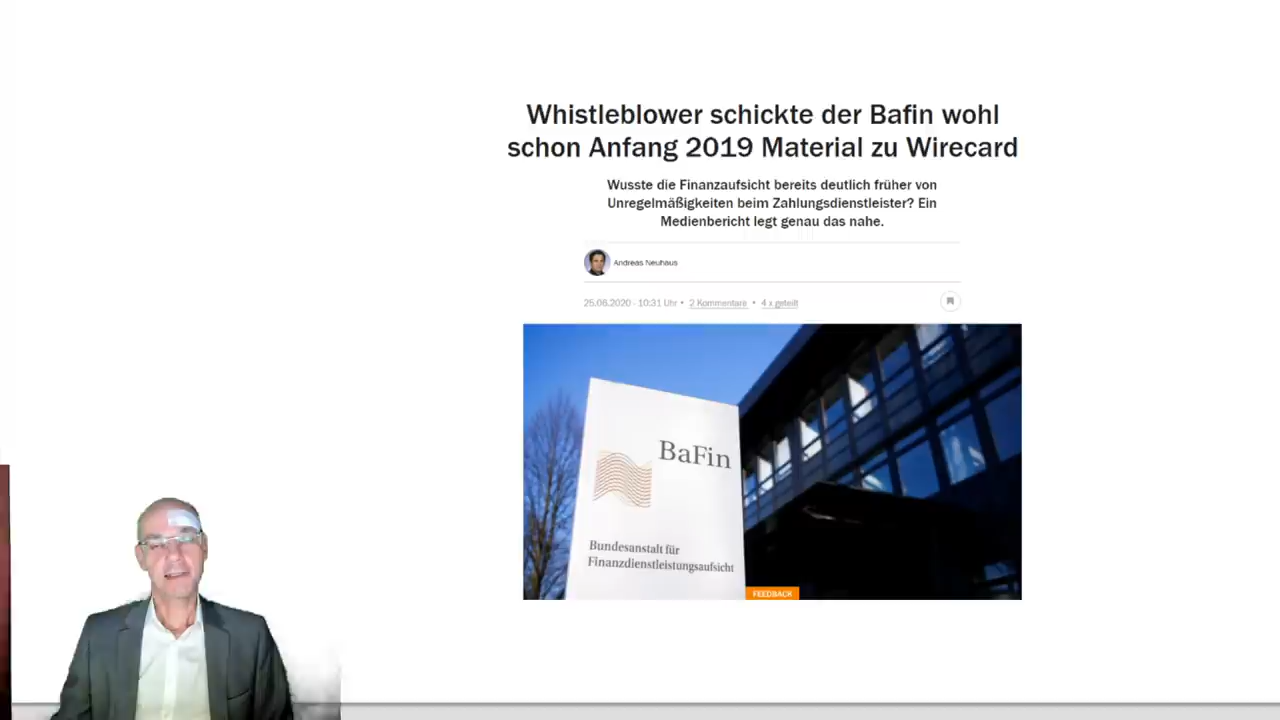 Whistleblower schickte der Bafin wohl
schon Anfang 2019 Material zu Wirecard
Wusste die Finanzaufsicht bereits deutlich früher von
Unregelmäßigkeiten beim Zahlungsdienstleister? Ein
Medienbericht legt genau das nahe.
Andreas Neuhaus
25.06.2020 - 10:31 Uhr • 2 Kommentare • 4 x geteilt
BaFin
Bundesanstalt für
Finanzdienstleistungsaufsicht
FEEDBACK